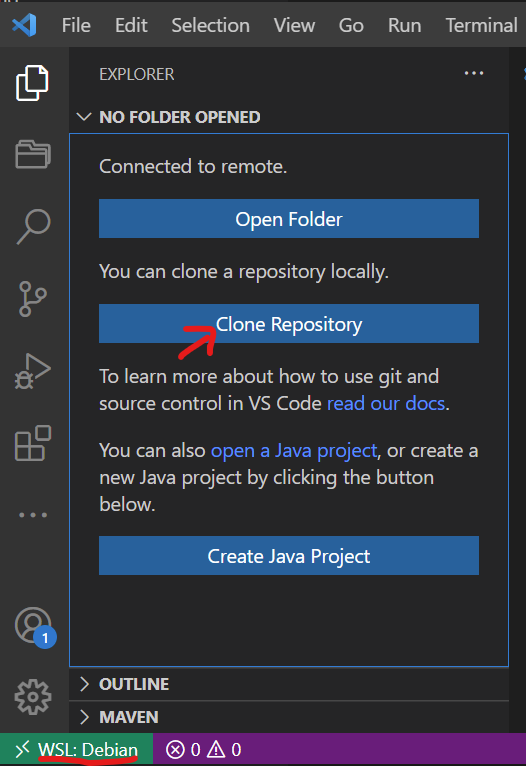 File Edit Selection View Go Run Terminal
EXPLORER
NO FOLDER OPENED
Connected to remote.
Open Folder
You can clone a repository locally.
Clone Repository
To learn more about how to use git and
source control in VS Code read our docs.
You can also open a Java project, or create a
new Java project by clicking the button
below.
Create Java Project
1
OUTLINE
MAVEN
WSL: Debian 0 0